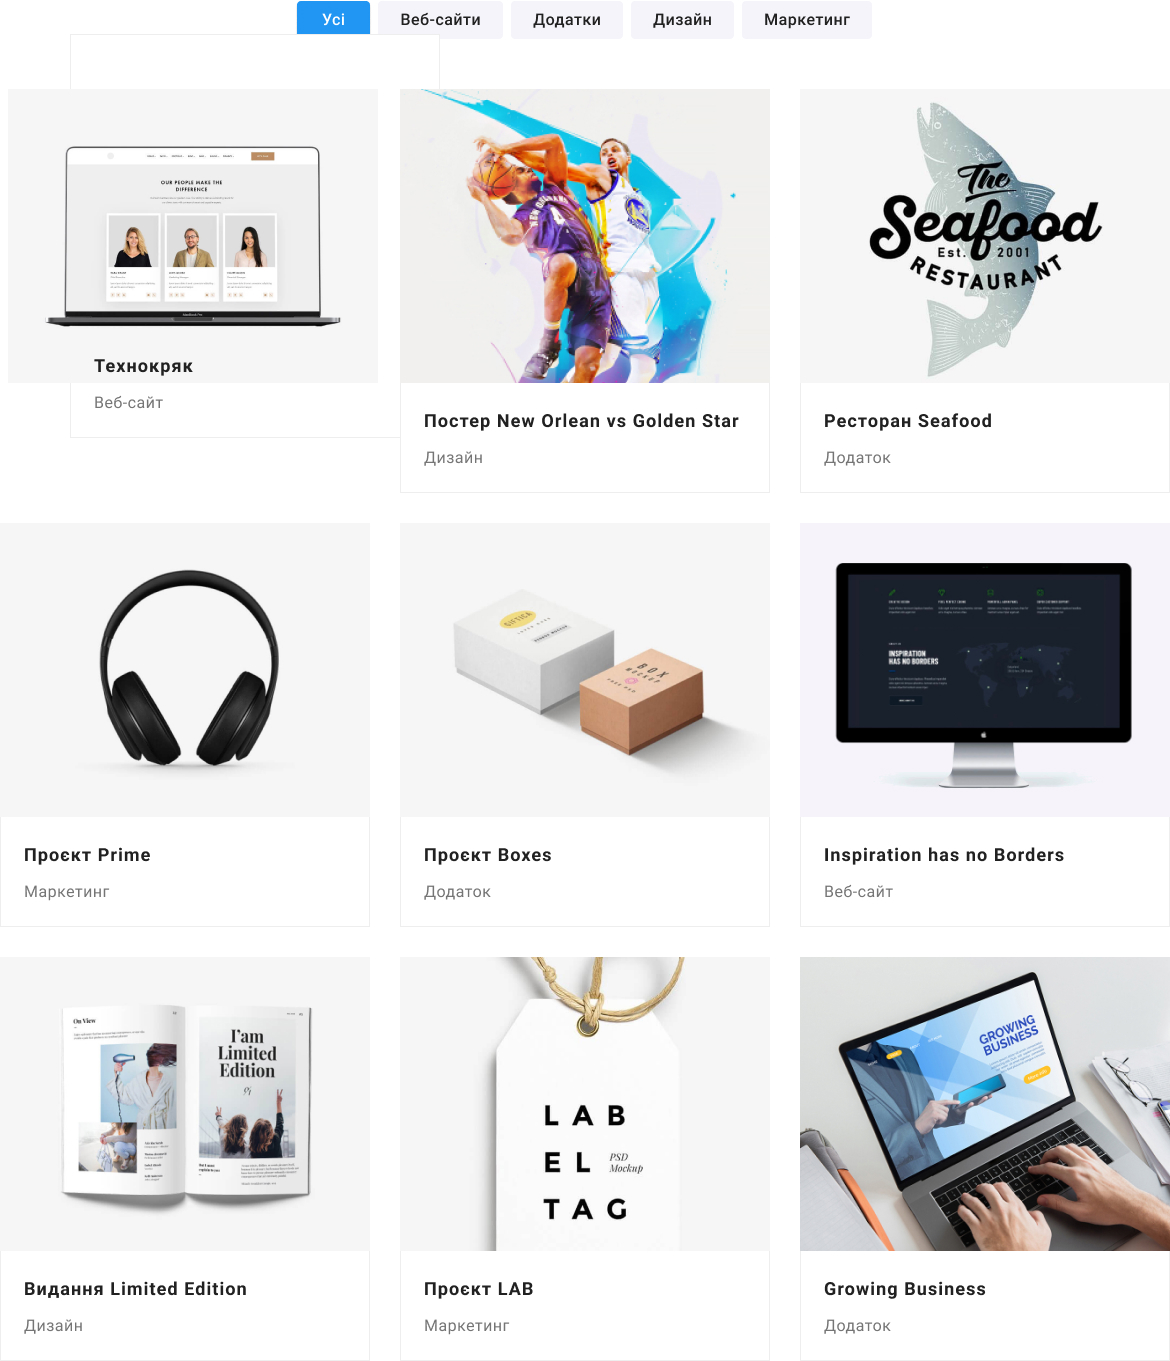 Усі
Веб-сайти
Додатки
Дизайн
Маркетинг
OUR PEOPLE MAKE THE
DIFFERENCE
Технокряк
Веб-сайт
NEW ORLEANS
Постер New Orlean vs Golden Star
Дизайн
The
Seafood
Est. 2001
RESTAURANT
Ресторан Seafood
Додаток
Проєкт Prime
Маркетинг
BOX
MOCKUP
Проєкт Boxes
Додаток
INSPIRATION
HAS NO BORDERS
Inspiration has no Borders
Веб-сайт
On View
I'am
Limited
Edition
Видання Limited Edition
Дизайн
LAB
EL
PSD
Mockup
TAG
Проєкт LAB
Маркетинг
GROWING
BUSINESS
Growing Business
Додаток